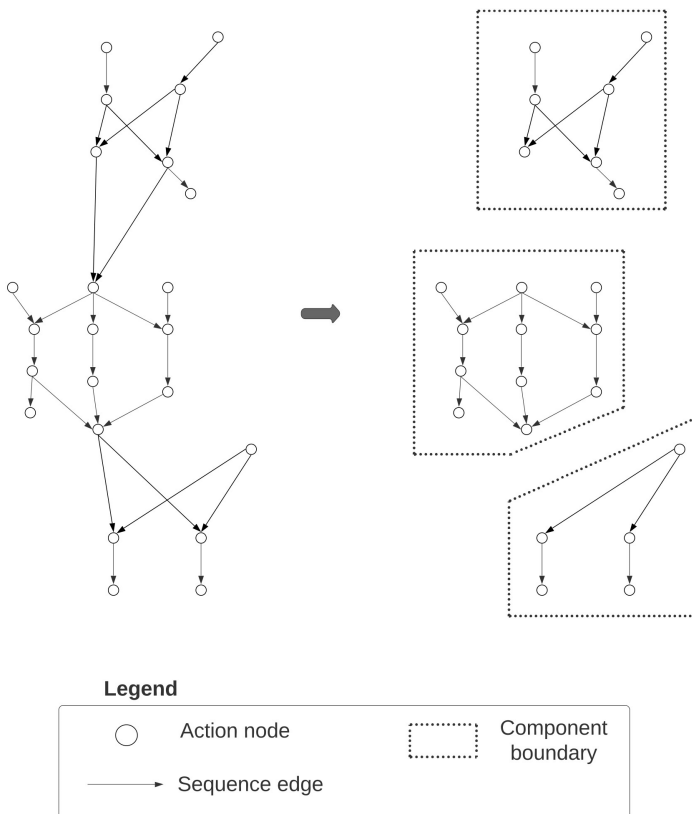 Legend
Action node
Component
boundary
Sequence edge